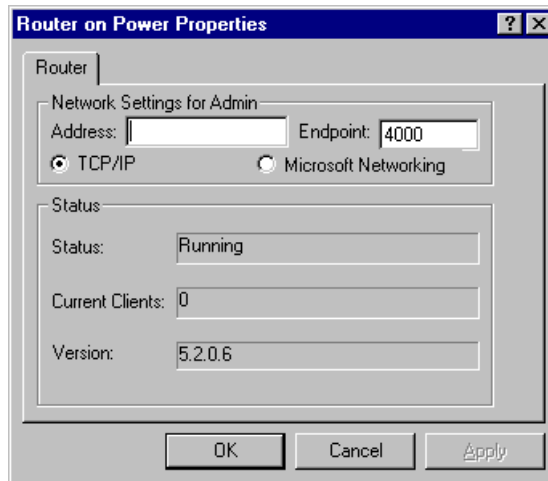 Router on Power Properties
Router
Network Settings for Admin
Address: Endpoint: 4000
TCP/IP Microsoft Networking
Status
Status: Running
Current Clients: 0
Version: 5.2.0.6
OK Cancel Apply